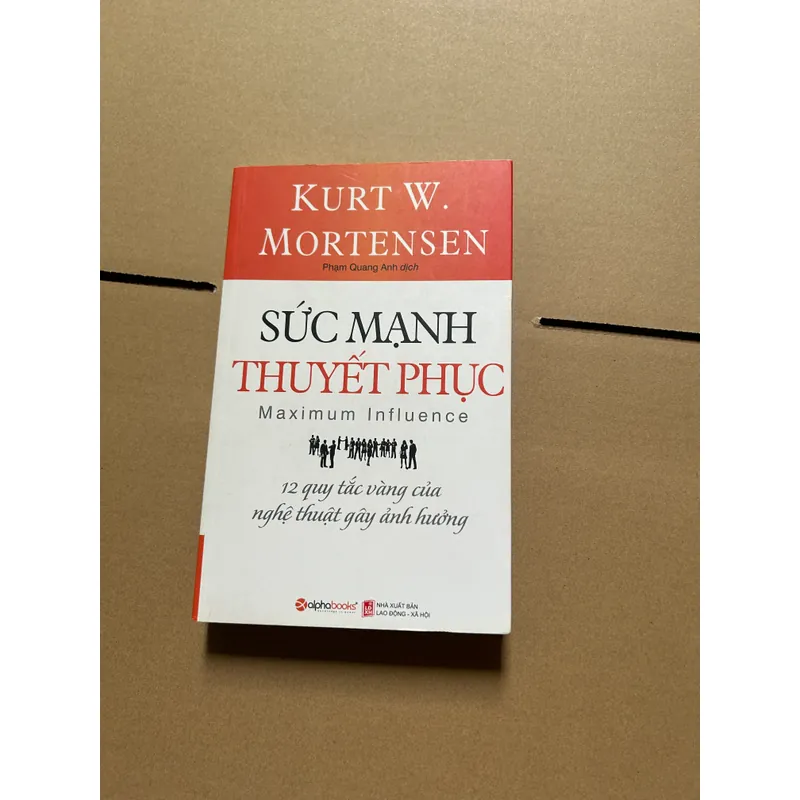 KURT W.
MORTENSEN
Phạm Quang Anh dịch
SỨC MẠNH
THUYẾT PHỤC
Maximum Influence
12 quy tắc vàng của
nghệ thuật gây ảnh hưởng
alphabooks
NHÀ XUẤT BẢN
LAO ĐỘNG - XÃ HỘI